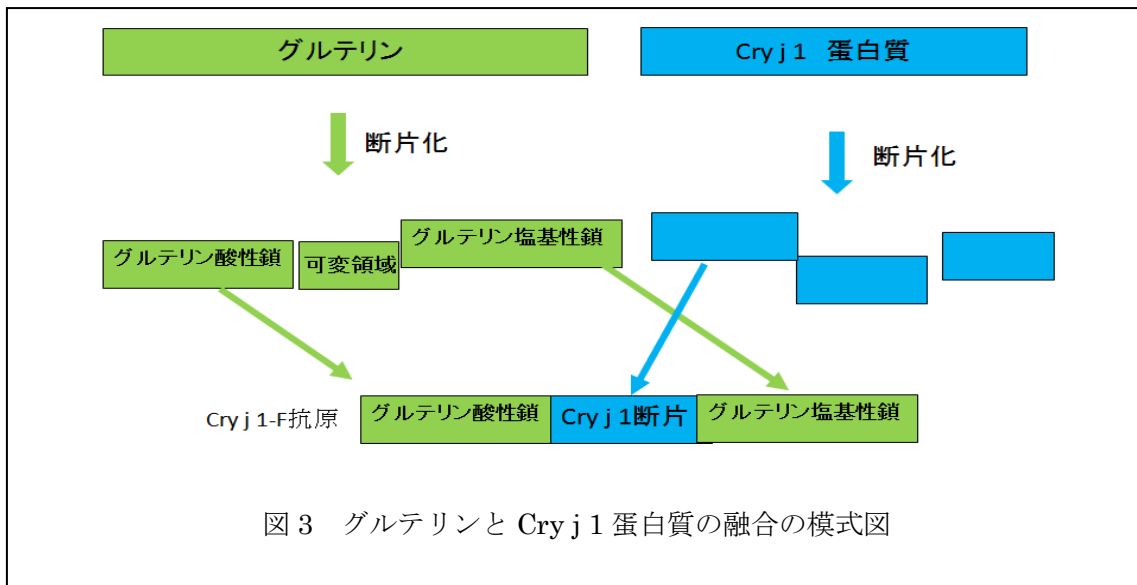 グルテリン
Cry j 1 蛋白質
断片化
断片化
グルテリン酸性鎖
可変領域
グルテリン塩基性鎖
Cry j 1-F抗原
グルテリン酸性鎖
Cry j 1断片
グルテリン塩基性鎖
図 3 グルテリンと Cry j 1 蛋白質の融合の模式図